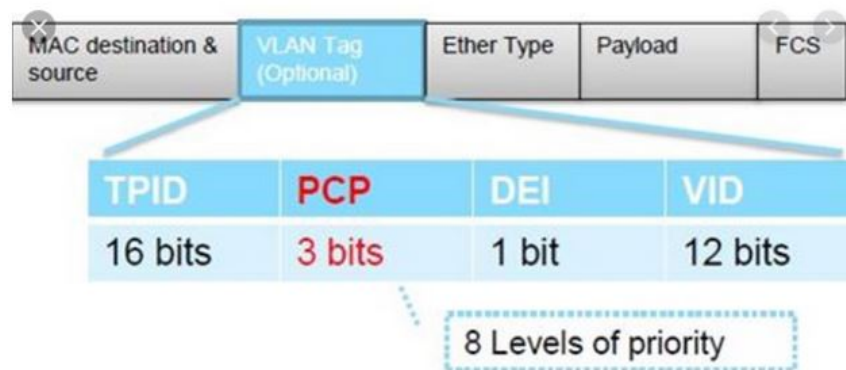 MAC destination & source
VLAN Tag (Optional)
Ether Type
Payload
FCS
TPID
PCP
DEI
VID
16 bits
3 bits
1 bit
12 bits
8 Levels of priority